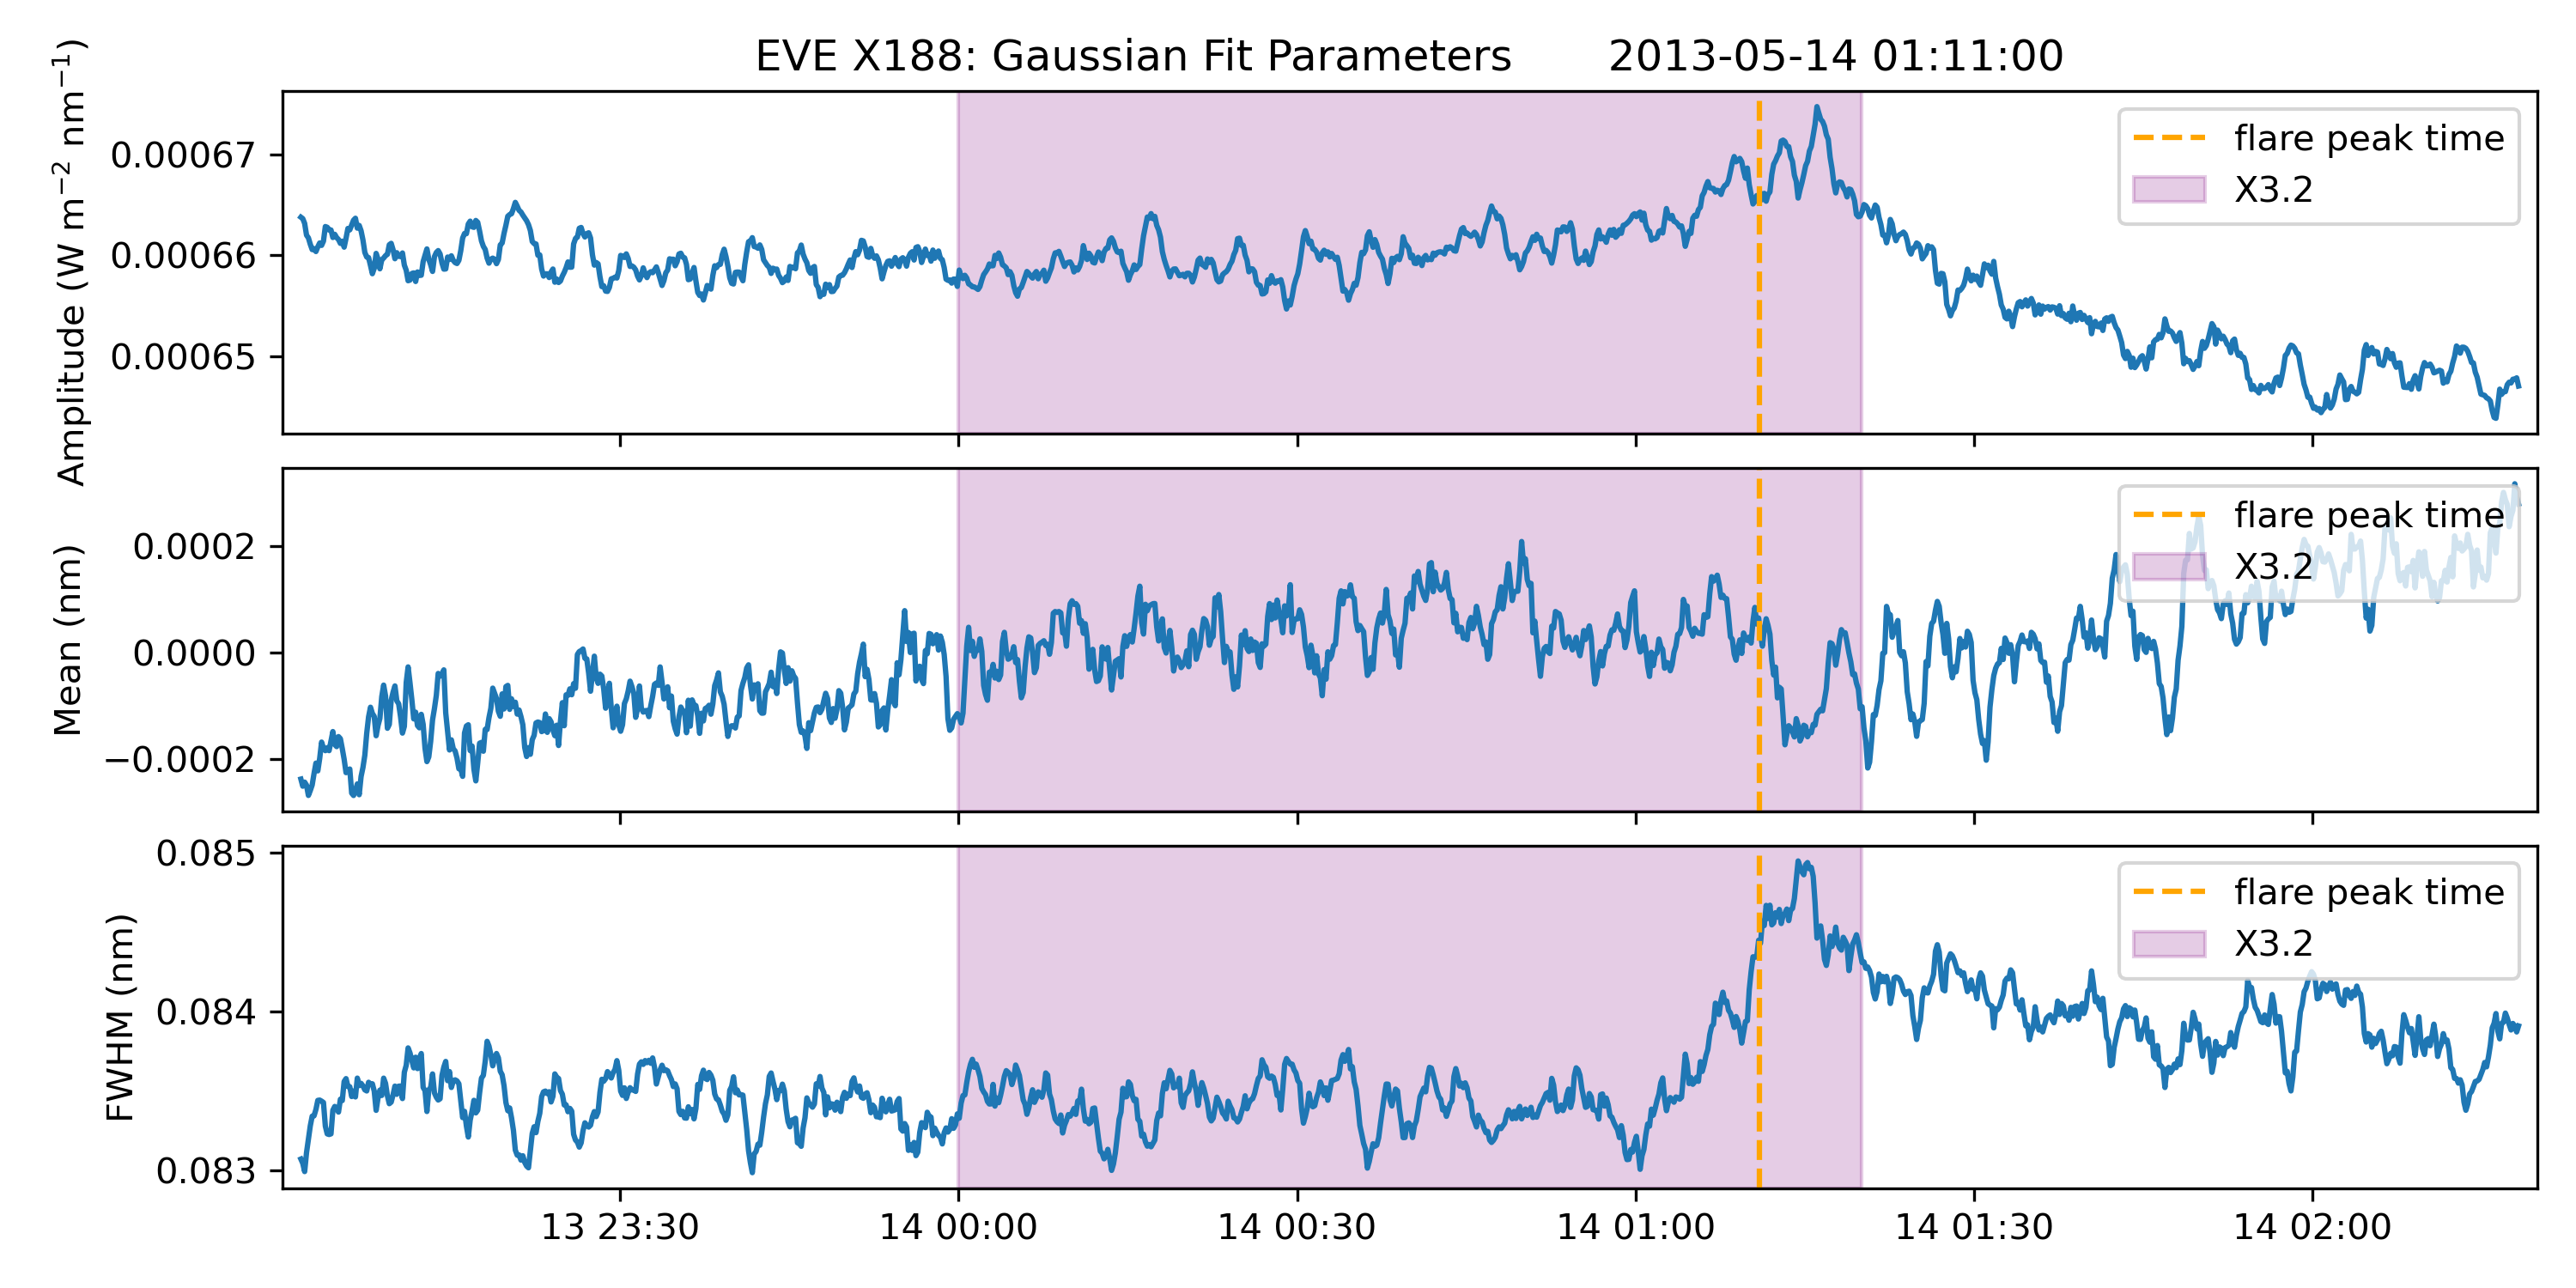 EVE X188: Gaussian Fit Parameters 2013-05-14 01:11:00
Amplitude (W m⁻² nm⁻¹)
0.00067
0.00066
0.00065
flare peak time
X3.2
Mean (nm)
0.0002
0.0000
−0.0002
flare peak time
X3.2
FWHM (nm)
0.085
0.084
0.083
flare peak time
X3.2
13 23:30 14 00:00 14 00:30 14 01:00 14 01:30 14 02:00